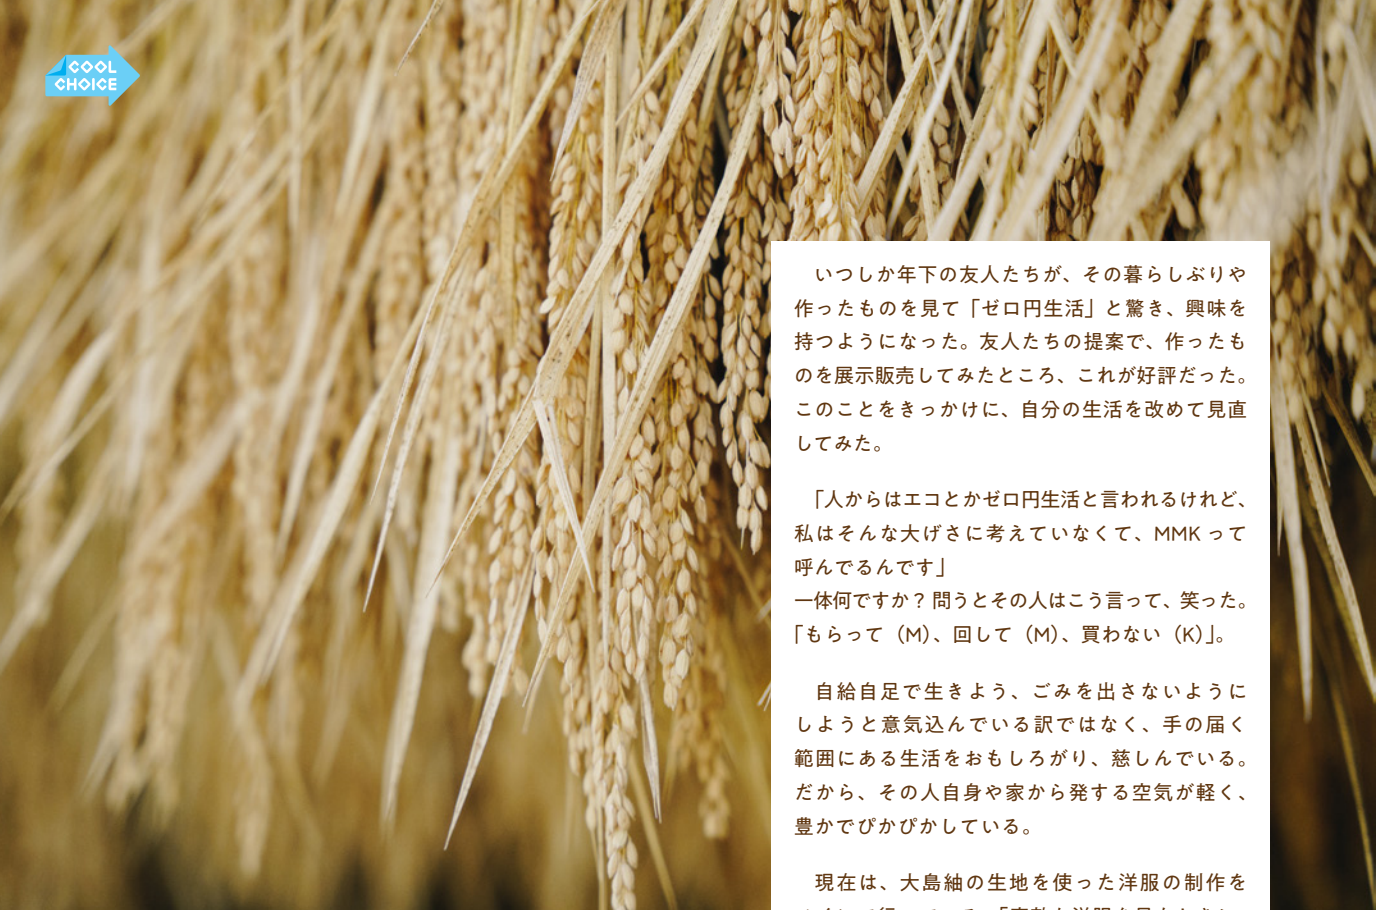 COOL
CHOICE
いつしか年下の友人たちが、その暮らしぶりや
作ったものを見て「ゼロ円生活」と驚き、興味を
持つようになった。友人たちの提案で、作ったも
のを展示販売してみたところ、これが好評だった。
このことをきっかけに、自分の生活を改めて見直
してみた。
「人からはエコとかゼロ円生活と言われるけれど、
私はそんな大げさに考えていなくて、MMK って
呼んでるんです」
一体何ですか？ 問うとその人はこう言って、笑った。
「もらって（M）、回して（M）、買わない（K）」。
自給自足で生きよう、ごみを出さないように
しようと意気込んでいる訳ではなく、手の届く
範囲にある生活をおもしろがり、慈しんでいる。
だから、その人自身や家から発する空気が軽く、
豊かでぴかぴかしている。
現在は、大島紬の生地を使った洋服の制作を